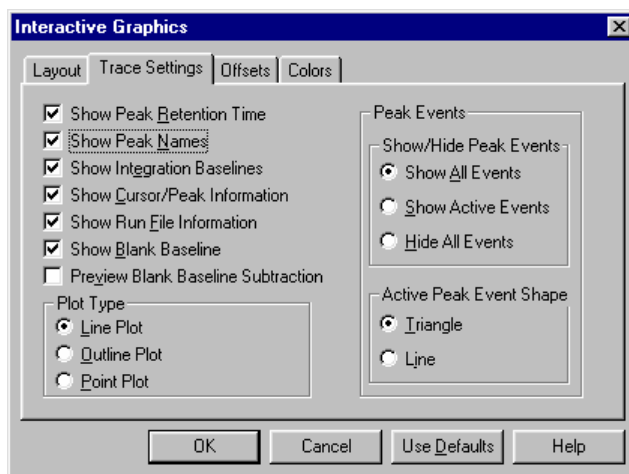 Interactive Graphics
Layout Trace Settings Offsets Colors
Show Peak Retention Time
Show Peak Names
Show Integration Baselines
Show Cursor/Peak Information
Show Run File Information
Show Blank Baseline
Preview Blank Baseline Subtraction
Plot Type
Line Plot
Outline Plot
Point Plot
Peak Events
Show/Hide Peak Events
Show All Events
Show Active Events
Hide All Events
Active Peak Event Shape
Triangle
Line
OK Cancel Use Defaults Help